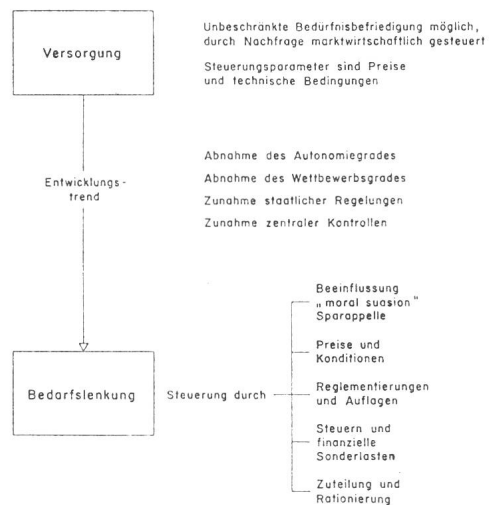 Versorgung
Unbeschränkte Bedürfnisbefriedigung möglich,
durch Nachfrage marktwirtschaftlich gesteuert
Steuerungsparameter sind Preise
und technische Bedingungen
Entwicklungs-
trend
Abnahme des Autonomiegrades
Abnahme des Wettbewerbsgrades
Zunahme staatlicher Regelungen
Zunahme zentraler Kontrollen
Bedarfslenkung
Steuerung durch
Beeinflussung
„moral suasion"
Sparappelle
Preise und
Konditionen
Reglementierungen
und Auflagen
Steuern und
finanzielle
Sonderlasten
Zuteilung und
Rationierung